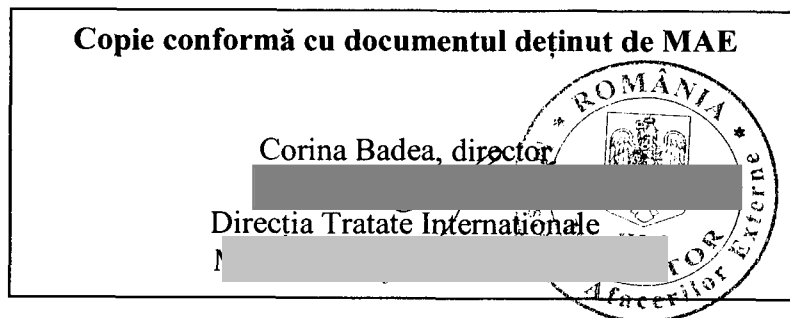 Copie conformă cu documentul deținut de MAE
Corina Badea, director
Direcția Tratate Internaționale
* ROMÂNIA *
Afacerilor Externe